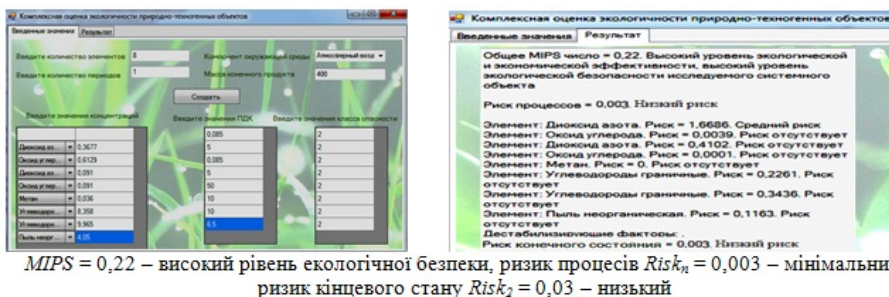 Комплексная оценка экологичности природно-техногенных объектов
Введенные значения Результат
Введите количество элементов 8 Компонент окружающей среды Атмосферный возд
Введите количество периодов 1 Масса конечного продукта 400
Создать
Введите значения концентраций Введите значения ПДК Введите значения класса опасности
0,085 2
Диоксид аз... 0,3677 5 2
Оксид углер... 0,6129 0,085 2
Диоксид аз... 0,091 5 2
Оксид углер... 0,091 50 2
Метан 0,036 10 2
Углеводоро... 8,358 10 2
Углеводоро... 9,965 6,5 2
Пыль неорг... 4,05
Комплексная оценка экологичности природно-техногенных объектов
Введенные значения Результат
Общее MIPS число = 0,22. Высокий уровень экологической
и экономической эффективности, высокий уровень
экологической безопасности исследуемого системного
объекта
Риск процессов = 0,003. Низкий риск
Элемент: Диоксид азота. Риск = 1,6686. Средний риск
Элемент: Оксид углерода. Риск = 0,0039. Риск отсутствует
Элемент: Диоксид азота. Риск = 0,4102. Риск отсутствует
Элемент: Оксид углерода. Риск = 0,0001. Риск отсутствует
Элемент: Метан. Риск = 0. Риск отсутствует
Элемент: Углеводороды граничные. Риск = 0,2261. Риск
отсутствует
Элемент: Углеводороды граничные. Риск = 0,3436. Риск
отсутствует
Элемент: Пыль неорганическая. Риск = 0,1163. Риск
отсутствует
Дестабилизирующие факторы: .
Риск конечного состояния = 0,003. Низкий риск
MIPS = 0,22 – високий рівень екологічної безпеки, ризик процесів Riskₙ = 0,003 – мінімальни
ризик кінцевого стану Risk₂ = 0,03 – низький